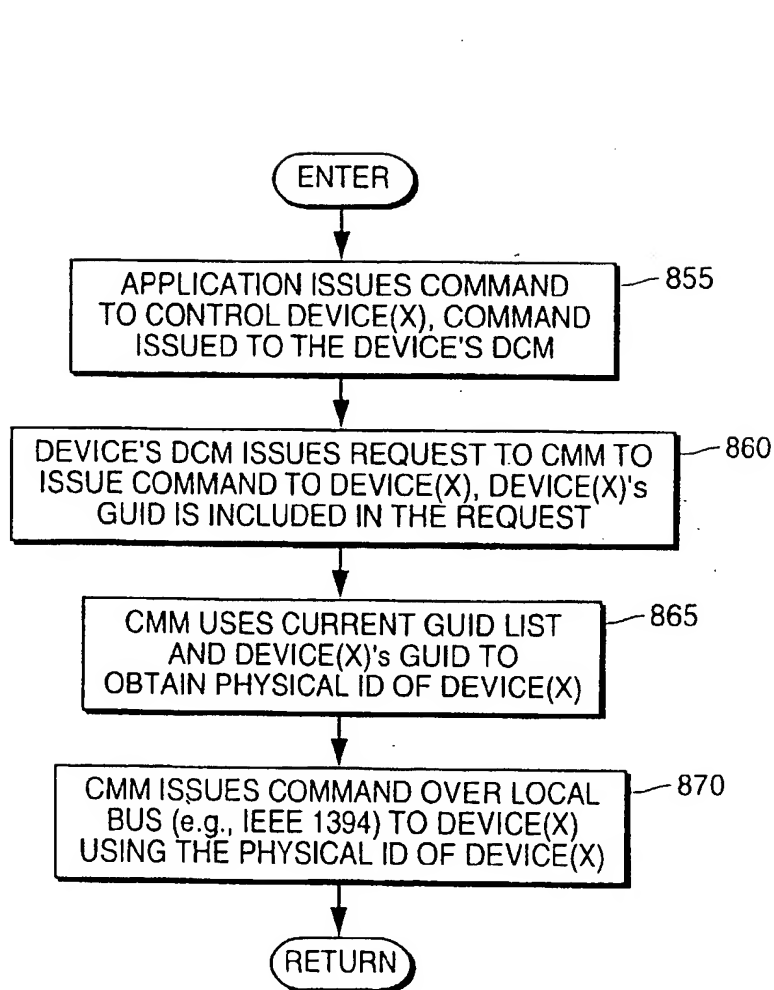 ENTER
APPLICATION ISSUES COMMAND
TO CONTROL DEVICE(X), COMMAND
ISSUED TO THE DEVICE'S DCM
855
DEVICE'S DCM ISSUES REQUEST TO CMM TO
ISSUE COMMAND TO DEVICE(X), DEVICE(X)'s
GUID IS INCLUDED IN THE REQUEST
860
CMM USES CURRENT GUID LIST
AND DEVICE(X)'s GUID TO
OBTAIN PHYSICAL ID OF DEVICE(X)
865
CMM ISSUES COMMAND OVER LOCAL
BUS (e.g., IEEE 1394) TO DEVICE(X)
USING THE PHYSICAL ID OF DEVICE(X)
870
RETURN